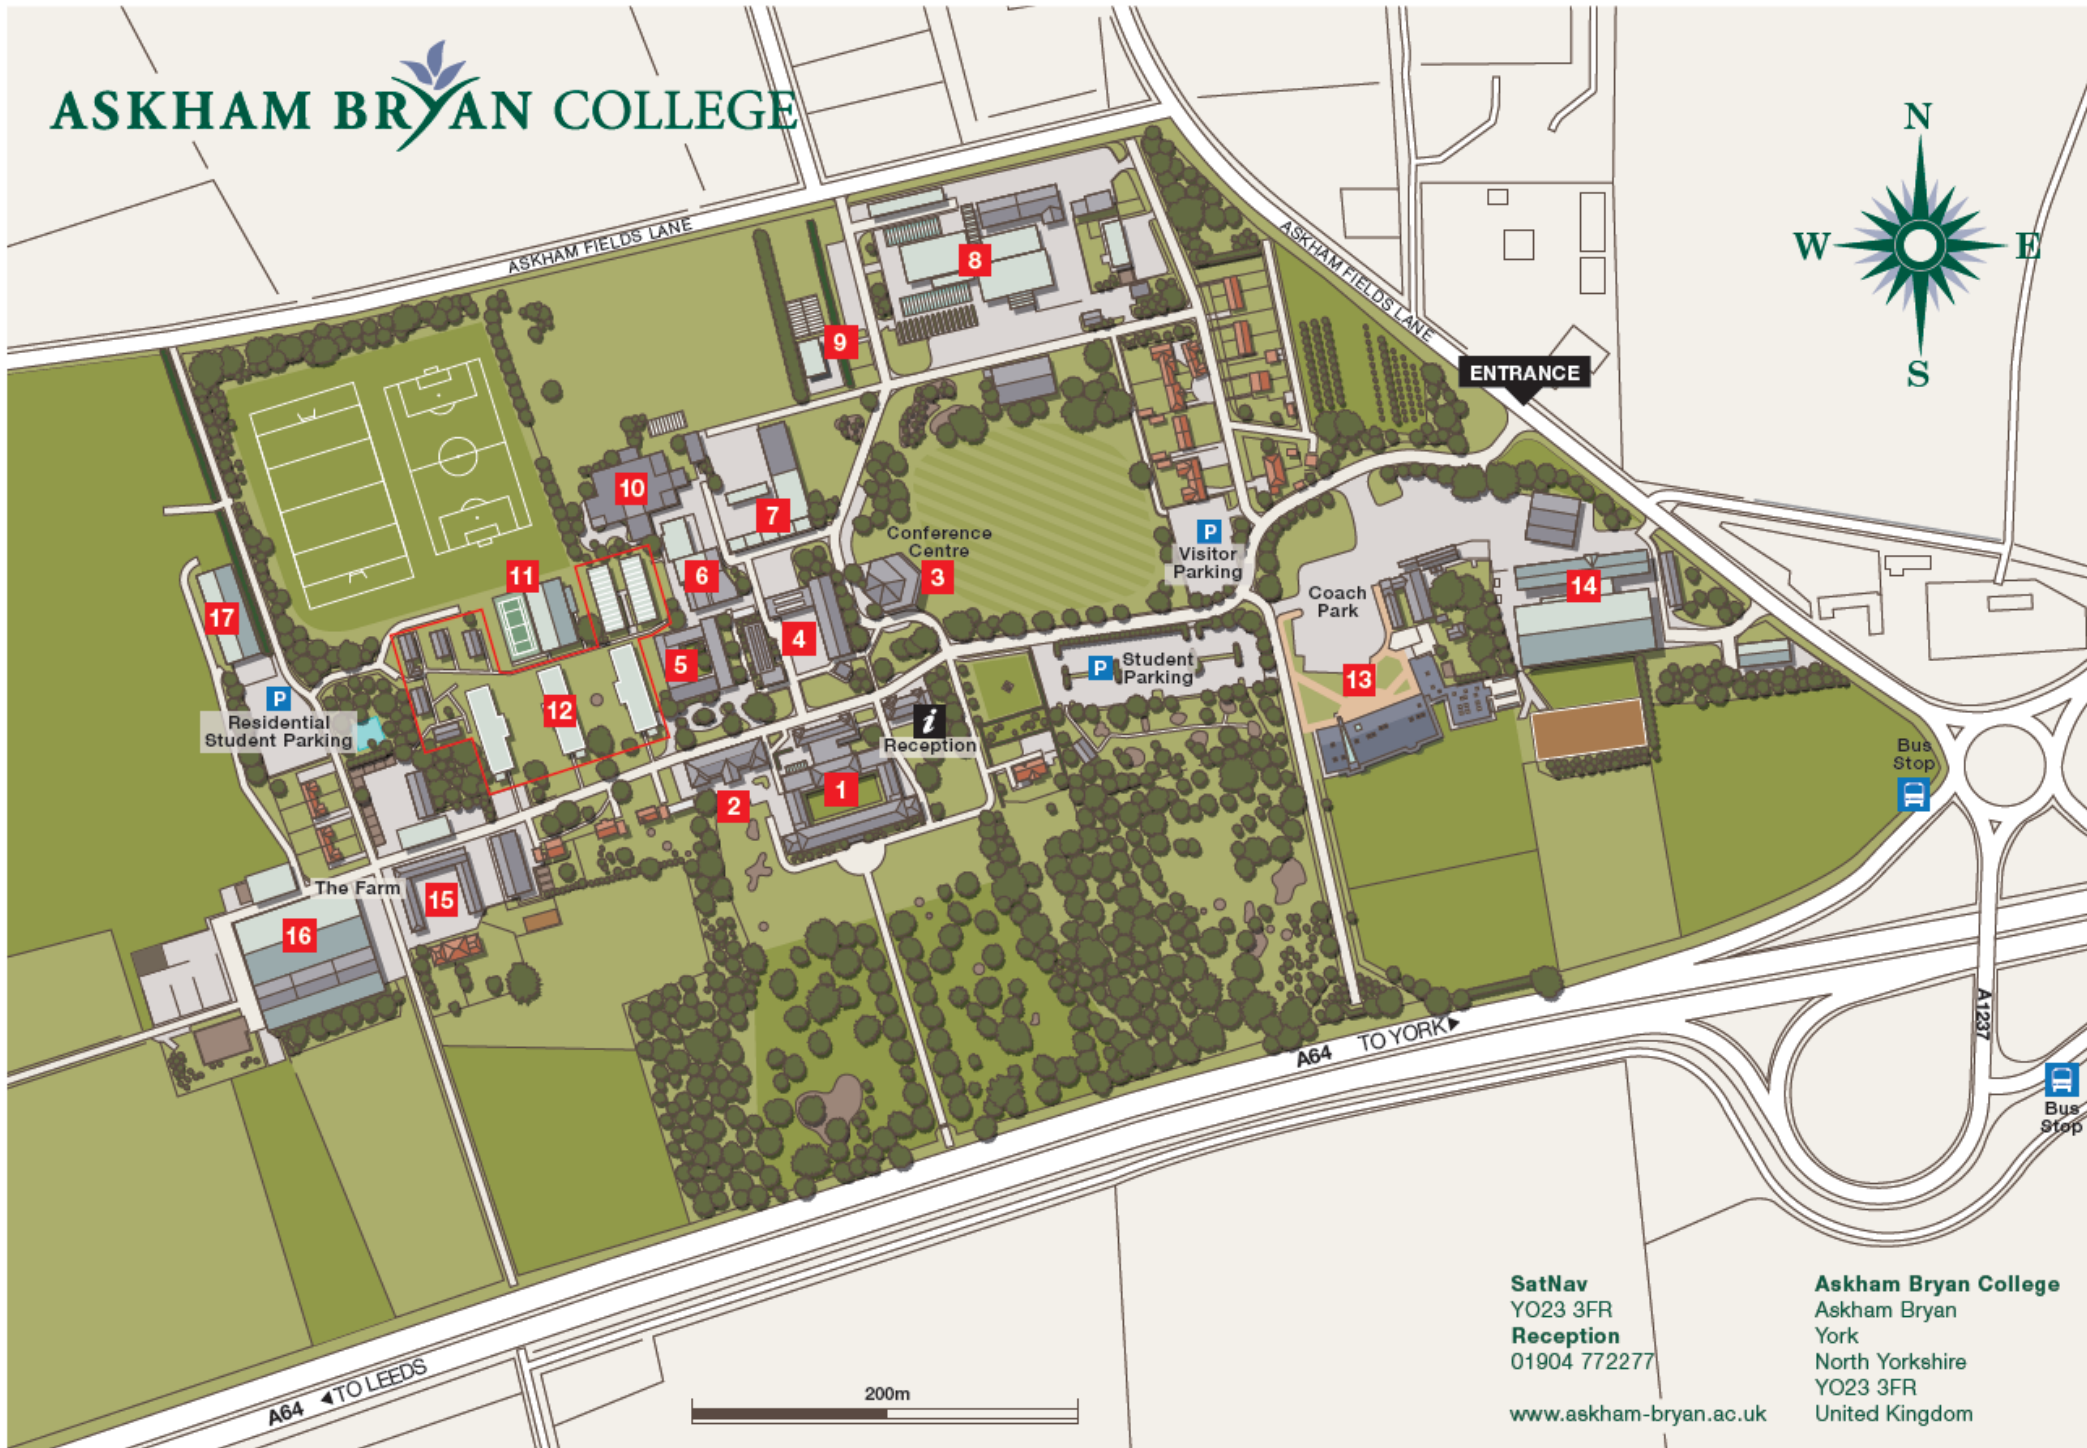 ASKHAM BRYAN COLLEGE
N
W
E
S
ASKHAM FIELDS LANE
ASKHAM FIELDS LANE
8
9
ENTRANCE
10
7
Conference
Centre
3
P
Visitor
Parking
11
6
Coach
Park
14
17
4
5
P
Student
Parking
13
P
Residential
Student Parking
12
i
Reception
Bus
Stop
1
2
The Farm
15
16
A64
TO YORK
A1237
Bus
Stop
A64
TO LEEDS
200m
SatNav
YO23 3FR
Reception
01904 772277
www.askham-bryan.ac.uk
Askham Bryan College
Askham Bryan
York
North Yorkshire
YO23 3FR
United Kingdom